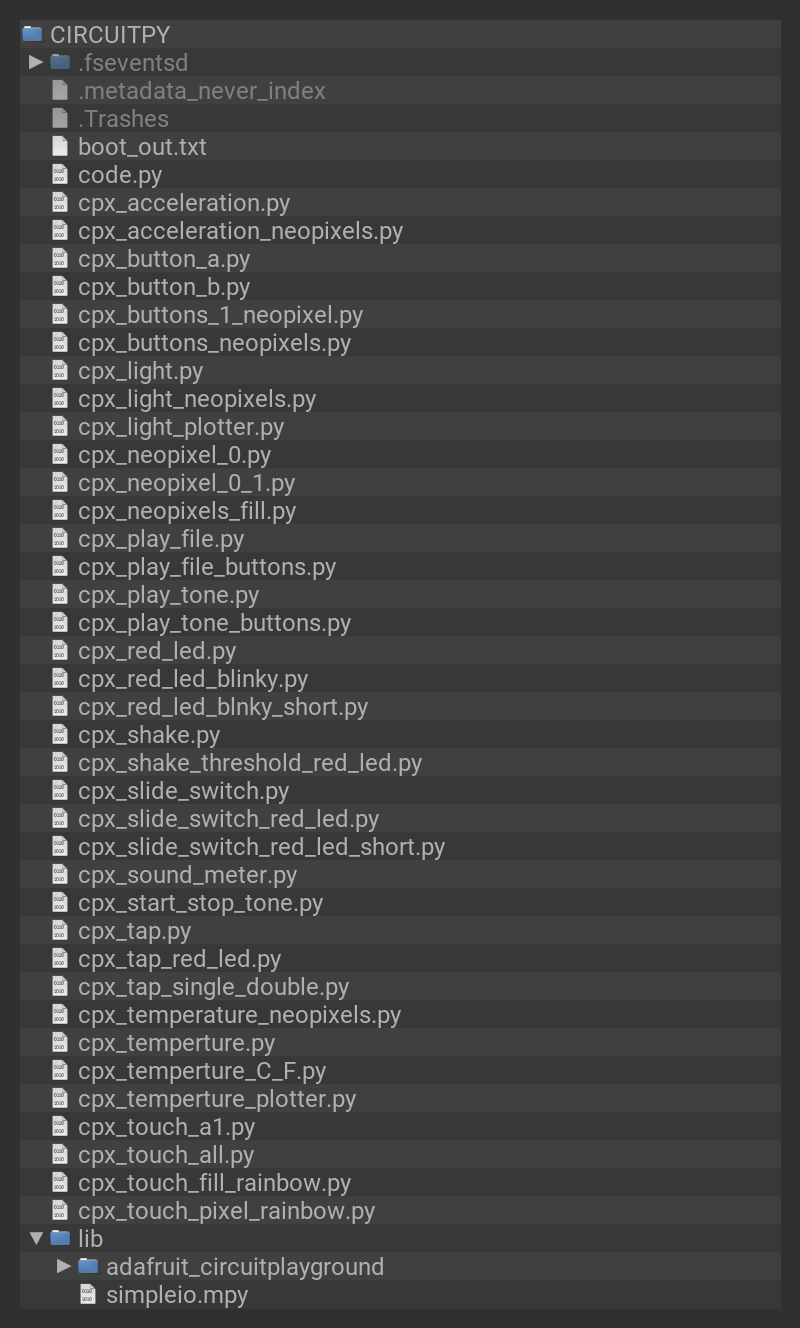 CIRCUITPY
.fseventsd
.metadata_never_index
.Trashes
boot_out.txt
code.py
cpx_acceleration.py
cpx_acceleration_neopixels.py
cpx_button_a.py
cpx_button_b.py
cpx_buttons_1_neopixel.py
cpx_buttons_neopixels.py
cpx_light.py
cpx_light_neopixels.py
cpx_light_plotter.py
cpx_neopixel_0.py
cpx_neopixel_0_1.py
cpx_neopixels_fill.py
cpx_play_file.py
cpx_play_file_buttons.py
cpx_play_tone.py
cpx_play_tone_buttons.py
cpx_red_led.py
cpx_red_led_blinky.py
cpx_red_led_blnky_short.py
cpx_shake.py
cpx_shake_threshold_red_led.py
cpx_slide_switch.py
cpx_slide_switch_red_led.py
cpx_slide_switch_red_led_short.py
cpx_sound_meter.py
cpx_start_stop_tone.py
cpx_tap.py
cpx_tap_red_led.py
cpx_tap_single_double.py
cpx_temperature_neopixels.py
cpx_temperture.py
cpx_temperture_C_F.py
cpx_temperture_plotter.py
cpx_touch_a1.py
cpx_touch_all.py
cpx_touch_fill_rainbow.py
cpx_touch_pixel_rainbow.py
lib
adafruit_circuitplayground
simpleio.mpy